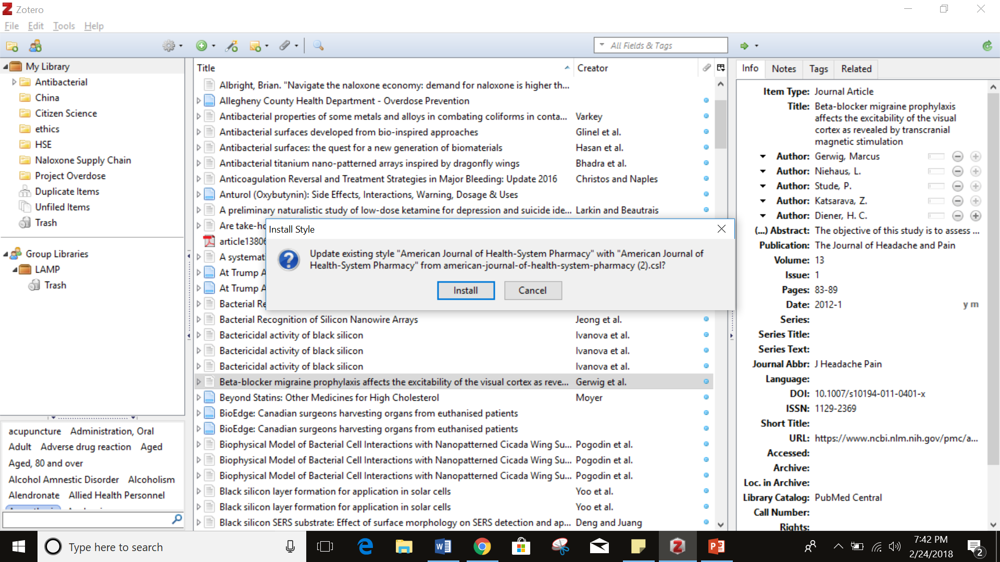 Zotero
File Edit Tools Help
All Fields & Tags
My Library
Antibacterial
China
Citizen Science
ethics
HSE
Naloxone Supply Chain
Project Overdose
Duplicate Items
Unfiled Items
Trash
Group Libraries
LAMP
Trash
acupuncture Administration, Oral
Adult Adverse drug reaction Aged
Aged, 80 and over
Alcohol Amnestic Disorder Alcoholism
Alendronate Allied Health Personnel
Title Creator
Albright, Brian. "Navigate the naloxone economy: demand for naloxone is higher th...
Allegheny County Health Department - Overdose Prevention
Antibacterial properties of some metals and alloys in combating coliforms in conta... Varkey
Antibacterial surfaces developed from bio-inspired approaches Glinel et al.
Antibacterial surfaces: the quest for a new generation of biomaterials Hasan et al.
Antibacterial titanium nano-patterned arrays inspired by dragonfly wings Bhadra et al.
Anticoagulation Reversal and Treatment Strategies in Major Bleeding: Update 2016 Christos and Naples
Anturol (Oxybutynin): Side Effects, Interactions, Warning, Dosage & Uses
A preliminary naturalistic study of low-dose ketamine for depression and suicide ide... Larkin and Beautrais
Are take-ho
article13806
A systemat
At Trump A
At Trump A
Bacterial Re
Install Style
Update existing style "American Journal of Health-System Pharmacy" with "American Journal of
Health-System Pharmacy" from american-journal-of-health-system-pharmacy (2).csl?
Install Cancel
Bacterial Recognition of Silicon Nanowire Arrays Jeong et al.
Bactericidal activity of black silicon Ivanova et al.
Bactericidal activity of black silicon Ivanova et al.
Bactericidal activity of black silicon Ivanova et al.
Beta-blocker migraine prophylaxis affects the excitability of the visual cortex as reve... Gerwig et al.
Beyond Statins: Other Medicines for High Cholesterol Moyer
BioEdge: Canadian surgeons harvesting organs from euthanised patients
BioEdge: Canadian surgeons harvesting organs from euthanised patients
Biophysical Model of Bacterial Cell Interactions with Nanopatterned Cicada Wing Su... Pogodin et al.
Biophysical Model of Bacterial Cell Interactions with Nanopatterned Cicada Wing Su... Pogodin et al.
Biophysical Model of Bacterial Cell Interactions with Nanopatterned Cicada Wing Su... Pogodin et al.
Black silicon layer formation for application in solar cells Yoo et al.
Black silicon layer formation for application in solar cells Yoo et al.
Black silicon SERS substrate: Effect of surface morphology on SERS detection and ap... Deng and Juang
Info Notes Tags Related
Item Type: Journal Article
Title: Beta-blocker migraine prophylaxis
affects the excitability of the visual
cortex as revealed by transcranial
magnetic stimulation
Author: Gerwig, Marcus
Author: Niehaus, L.
Author: Stude, P.
Author: Katsarava, Z.
Author: Diener, H. C.
(...) Abstract: The objective of this study is to assess ...
Publication: The Journal of Headache and Pain
Volume: 13
Issue: 1
Pages: 83-89
Date: 2012-1 y m
Series:
Series Title:
Series Text:
Journal Abbr: J Headache Pain
Language:
DOI: 10.1007/s10194-011-0401-x
ISSN: 1129-2369
Short Title:
URL: https://www.ncbi.nlm.nih.gov/pmc/a...
Accessed:
Archive:
Loc. in Archive:
Library Catalog: PubMed Central
Call Number:
Rights:
Type here to search
7:42 PM
2/24/2018
2